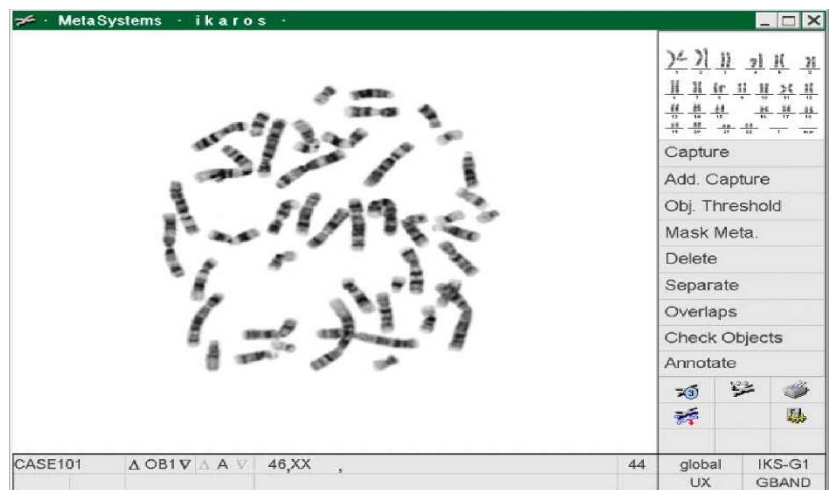 MetaSystems · ikaros ·
Capture
Add. Capture
Obj. Threshold
Mask Meta.
Delete
Separate
Overlaps
Check Objects
Annotate
CASE101 Δ OB1 ∇ Δ A ∇ 46,XX , 44 global IKS-G1
UX GBAND